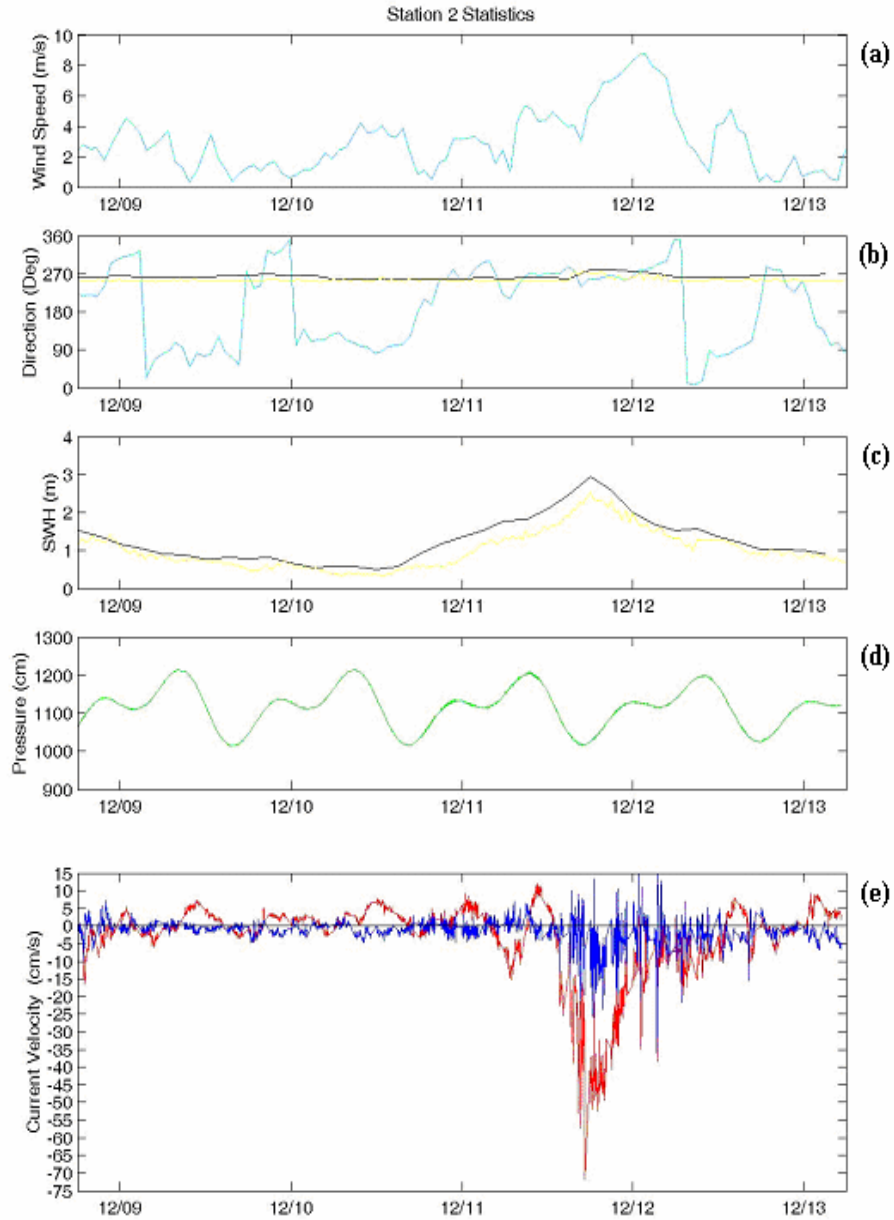 Station 2 Statistics
(a)
Wind Speed (m/s)
10
8
6
4
2
0
12/09 12/10 12/11 12/12 12/13
(b)
Direction (Deg)
360
270
180
90
0
12/09 12/10 12/11 12/12 12/13
(c)
SWH (m)
4
3
2
1
0
12/09 12/10 12/11 12/12 12/13
(d)
Pressure (cm)
1300
1200
1100
1000
900
12/09 12/10 12/11 12/12 12/13
(e)
Current Velocity (cm/s)
15
10
5
0
-5
-10
-15
-20
-25
-30
-35
-40
-45
-50
-55
-60
-65
-70
-75
12/09 12/10 12/11 12/12 12/13